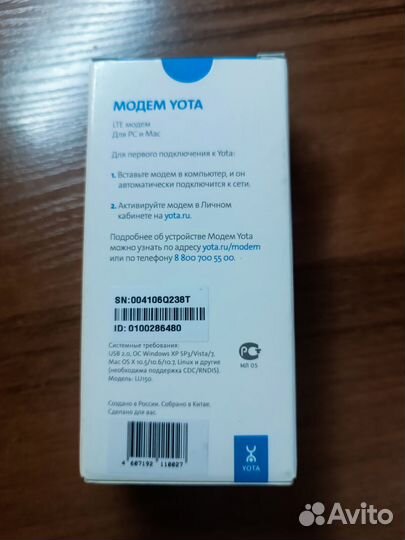 МОДЕМ YOTA
LTE модем
Для PC и Mac
Для первого подключения к Yota:
1. Вставьте модем в компьютер, и он
автоматически подключится к сети.
2. Активируйте модем в Личном
кабинете на yota.ru.
Подробнее об устройстве Модем Yota
можно узнать по адресу yota.ru/modem
или по телефону 8 800 700 55 00.
SN:004106Q238T
ID: 0100286480
Системные требования:
USB 2.0, ОС Windows XP SP3/Vista/7,
Mac OS X 10.5/10.6/10.7, Linux и другие
(необходима поддержка CDC/RNDIS).
Модель: LU150.
РС
МЛ 05
Создано в России. Собрано в Китае.
Сделано для вас.
4 607192 110027
YOTA
Avito